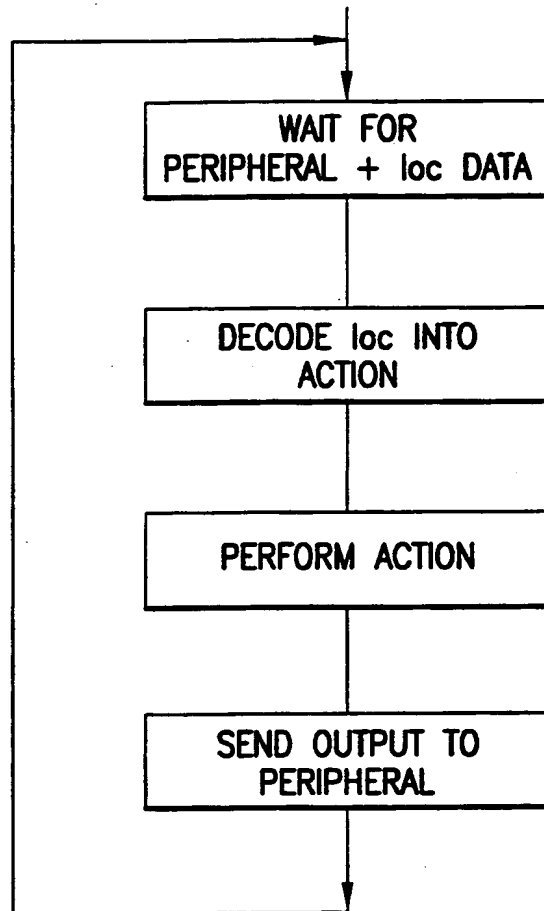 WAIT FOR
PERIPHERAL + loc DATA
DECODE loc INTO
ACTION
PERFORM ACTION
SEND OUTPUT TO
PERIPHERAL